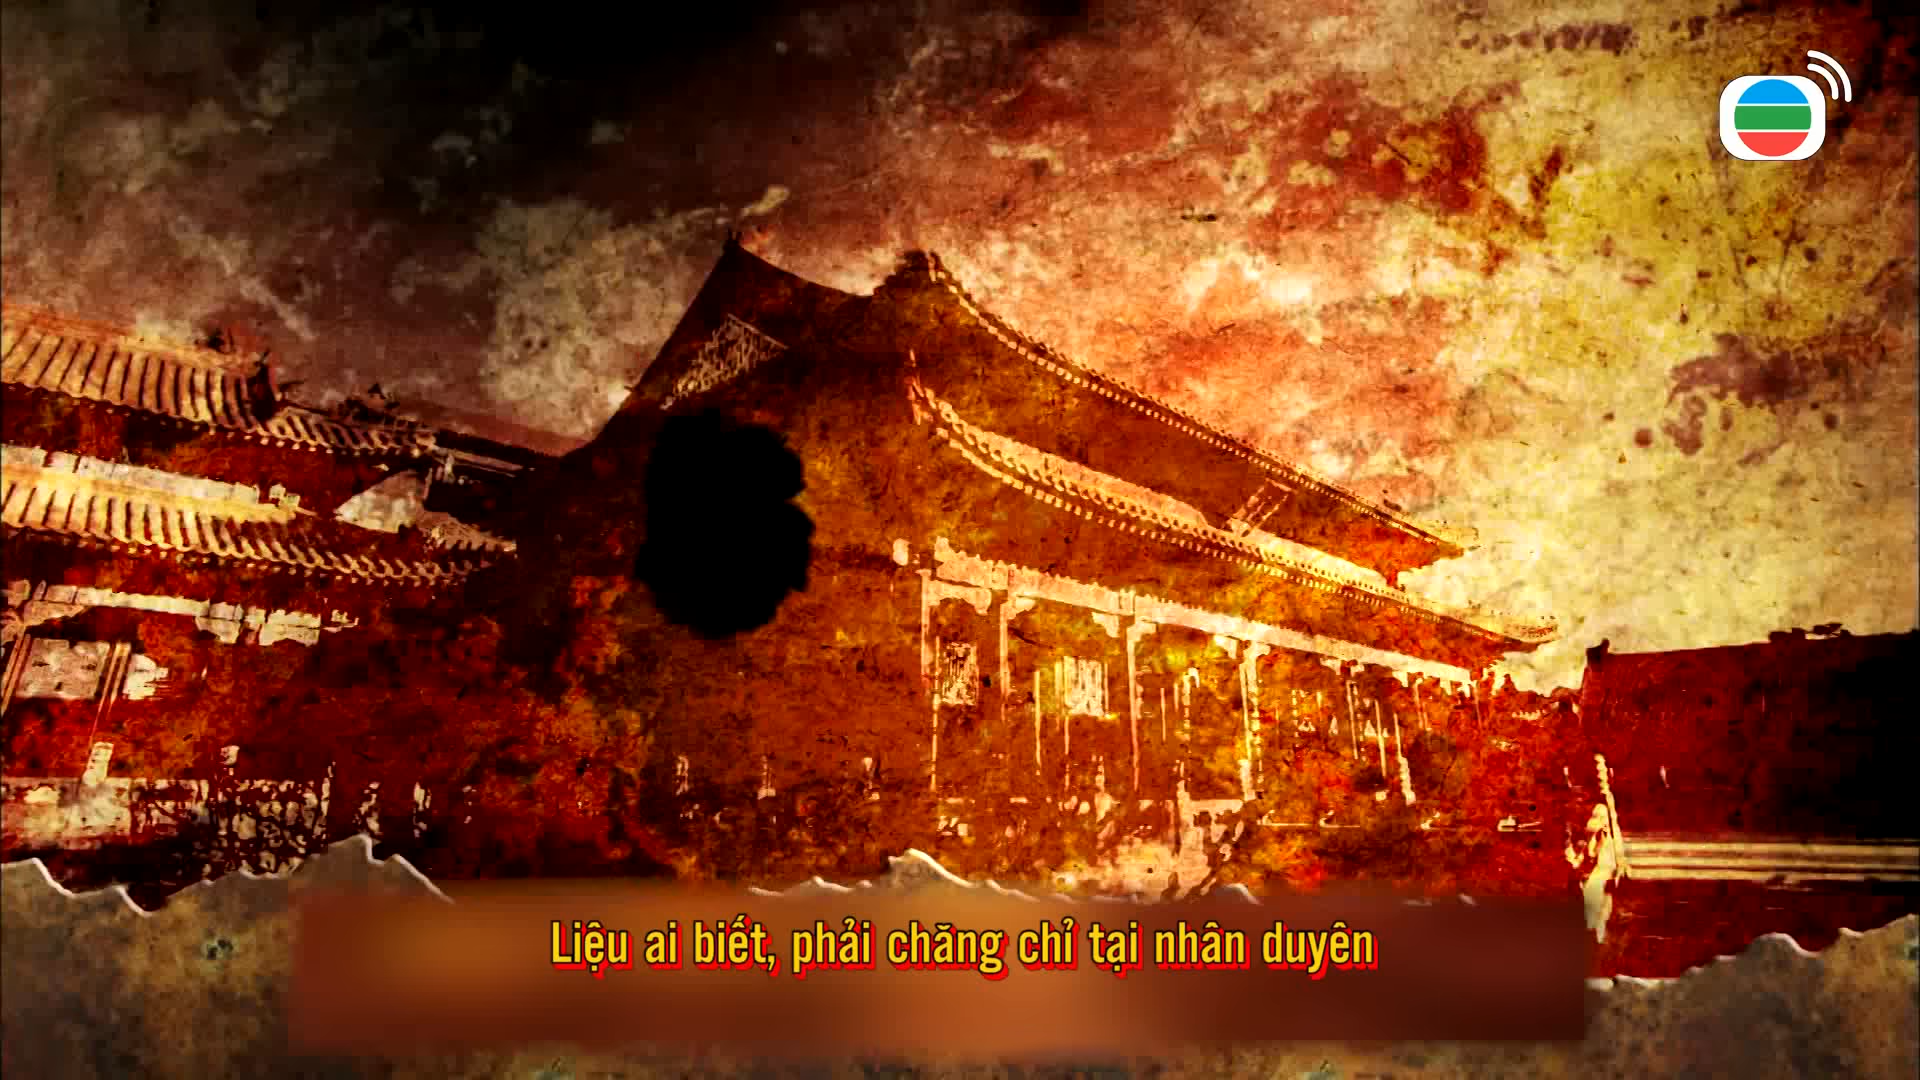 Liệu ai biết, phải chăng chỉ tại nhân duyên